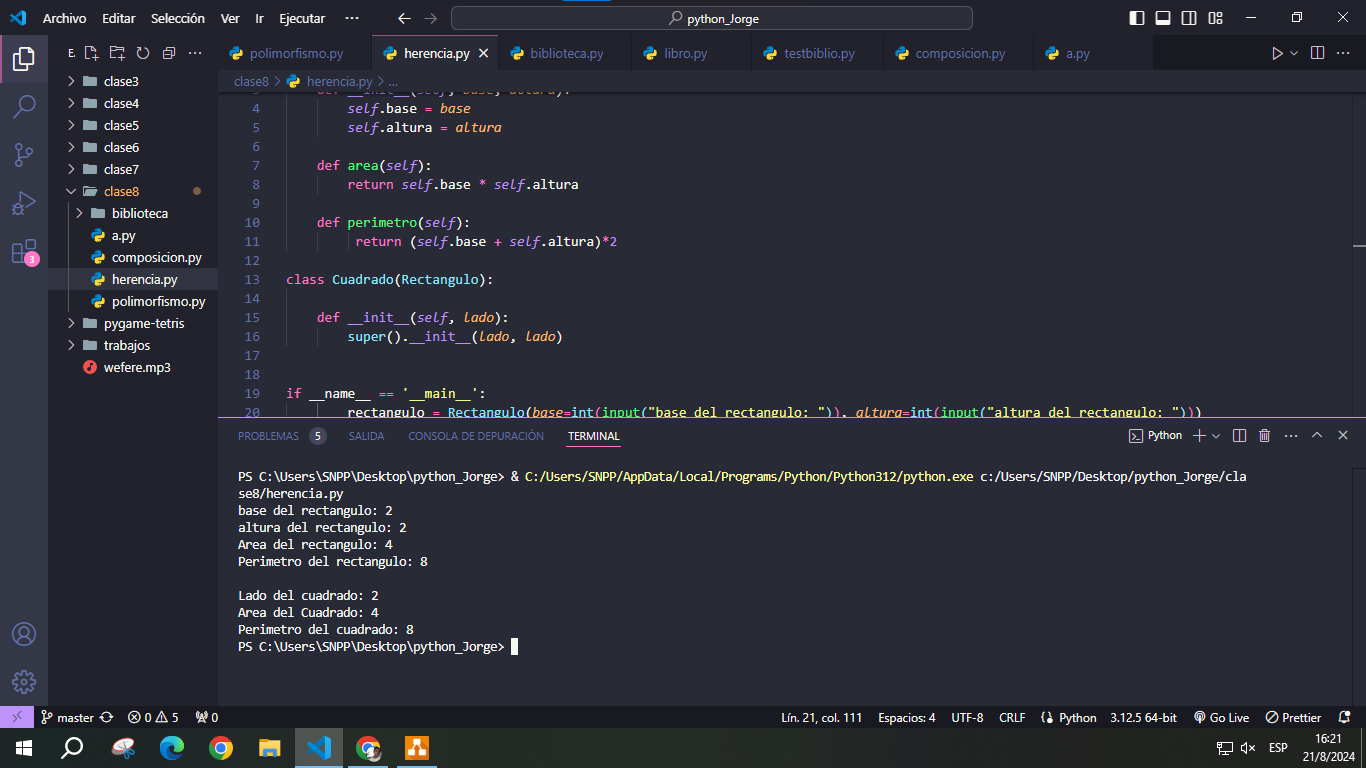 Archivo Editar Selección Ver Ir Ejecutar ··· python_Jorge
E
polimorfismo.py herencia.py biblioteca.py libro.py testbiblio.py composicion.py a.py
clase8 > herencia.py > ...
clase3
clase4
clase5
clase6
clase7
clase8
biblioteca
a.py
composicion.py
herencia.py
polimorfismo.py
pygame-tetris
trabajos
wefere.mp3
3
3 def __init__(self, base, altura):
4 self.base = base
5 self.altura = altura
6
7 def area(self):
8 return self.base * self.altura
9
10 def perimetro(self):
11 return (self.base + self.altura)*2
12
13 class Cuadrado(Rectangulo):
14
15 def __init__(self, lado):
16 super().__init__(lado, lado)
17
18
19 if __name__ == '__main__':
20 rectangulo = Rectangulo(base=int(input("base del rectangulo: ")), altura=int(input("altura del rectangulo: ")))
PROBLEMAS 5 SALIDA CONSOLA DE DEPURACIÓN TERMINAL Python
PS C:\Users\SNPP\Desktop\python_Jorge> & C:/Users/SNPP/AppData/Local/Programs/Python/Python312/python.exe c:/Users/SNPP/Desktop/python_Jorge/cla
se8/herencia.py
base del rectangulo: 2
altura del rectangulo: 2
Area del rectangulo: 4
Perimetro del rectangulo: 8
Lado del cuadrado: 2
Area del Cuadrado: 4
Perimetro del cuadrado: 8
PS C:\Users\SNPP\Desktop\python_Jorge>
master 0 5 0 Lín. 21, col. 111 Espacios: 4 UTF-8 CRLF Python 3.12.5 64-bit Go Live Prettier
ESP 16:21
21/8/2024